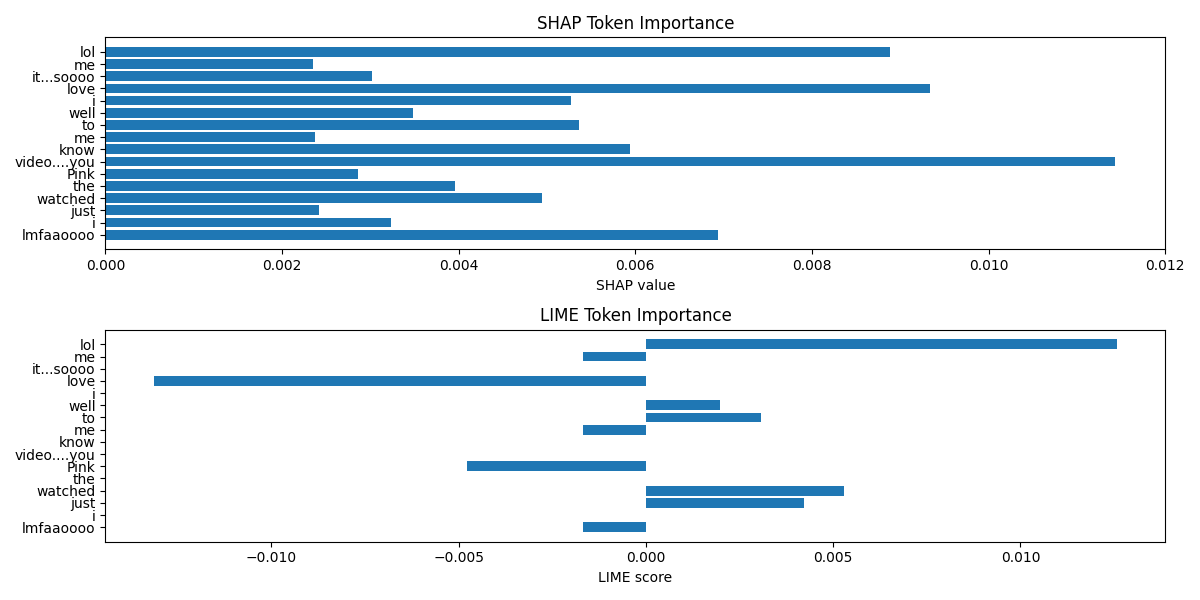 SHAP Token Importance
lol
me
it...soooo
love
i
well
to
me
know
video....you
Pink
the
watched
just
i
lmfaaoooo
0.000 0.002 0.004 0.006 0.008 0.010 0.012
SHAP value
LIME Token Importance
lol
me
it...soooo
love
i
well
to
me
know
video....you
Pink
the
watched
just
i
lmfaaoooo
−0.010 −0.005 0.000 0.005 0.010
LIME score